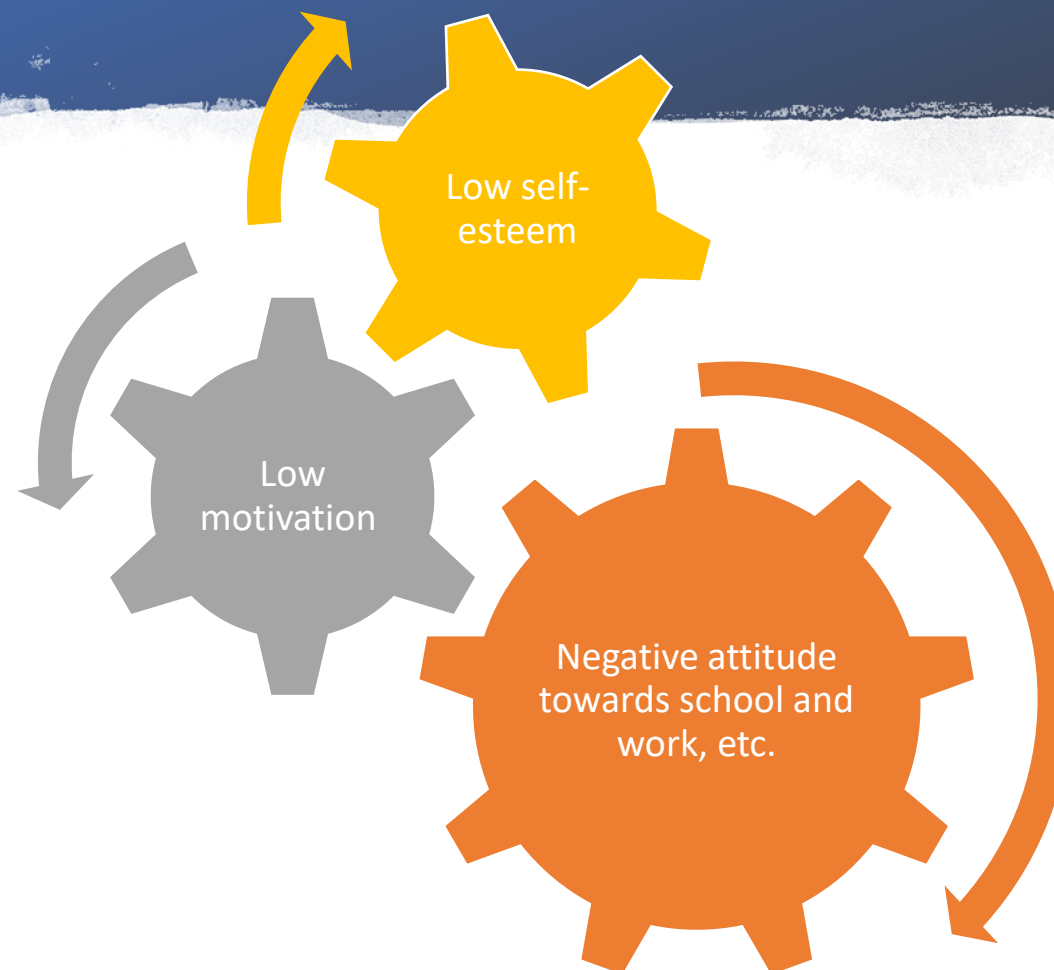 Low self-
esteem
Low
motivation
Negative attitude
towards school and
work, etc.